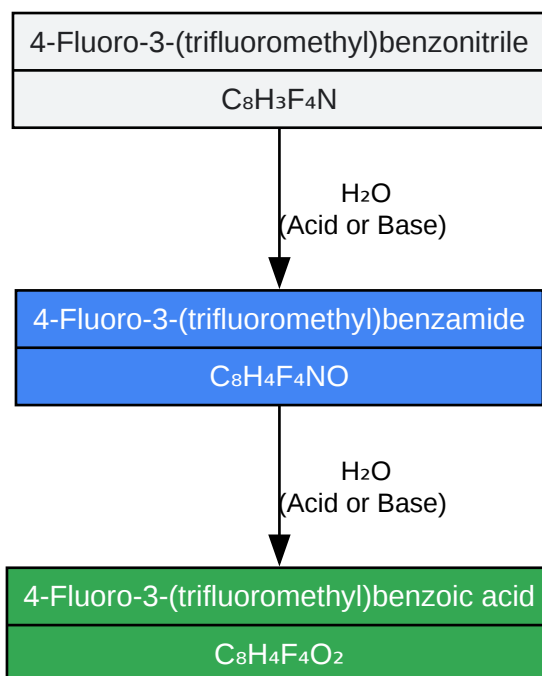 4-Fluoro-3-(trifluoromethyl)benzonitrile
C₈H₃F₄N
H₂O
(Acid or Base)
4-Fluoro-3-(trifluoromethyl)benzamide
C₈H₄F₄NO
H₂O
(Acid or Base)
4-Fluoro-3-(trifluoromethyl)benzoic acid
C₈H₄F₄O₂